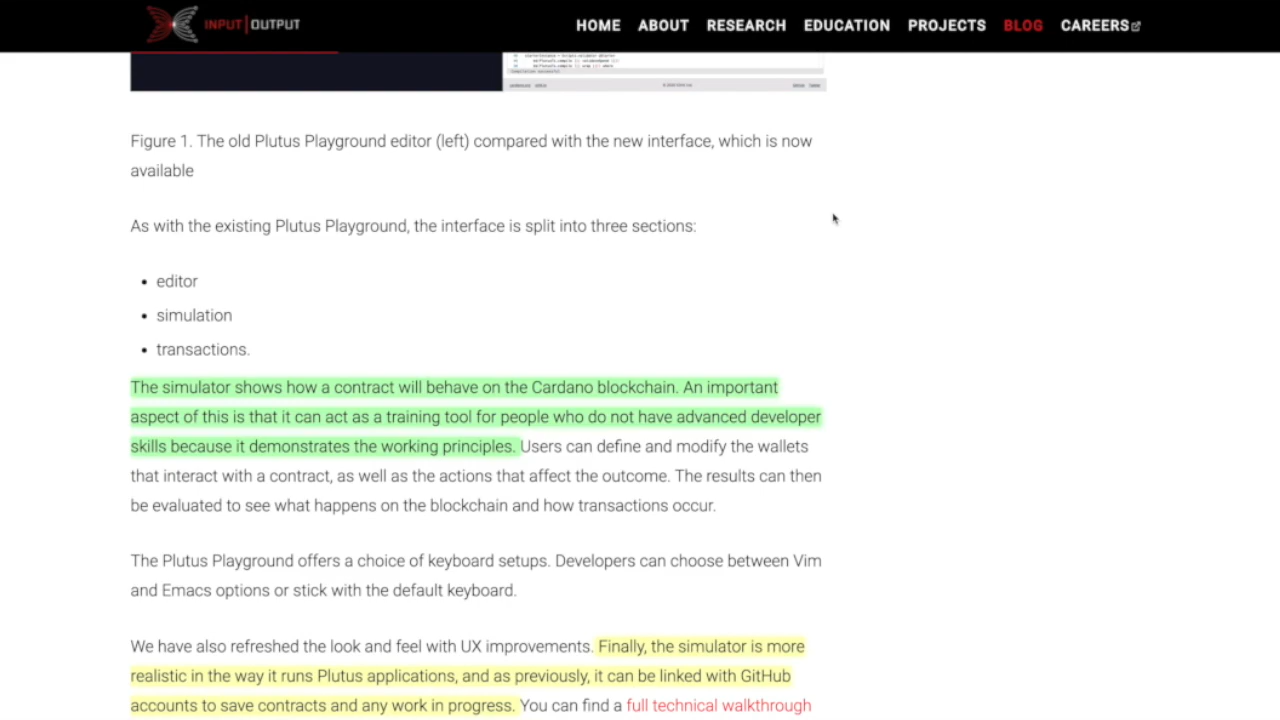 INPUT|OUTPUT
HOME ABOUT RESEARCH EDUCATION PROJECTS BLOG CAREERS
Figure 1. The old Plutus Playground editor (left) compared with the new interface, which is now
available
As with the existing Plutus Playground, the interface is split into three sections:
• editor
• simulation
• transactions.
The simulator shows how a contract will behave on the Cardano blockchain. An important
aspect of this is that it can act as a training tool for people who do not have advanced developer
skills because it demonstrates the working principles. Users can define and modify the wallets
that interact with a contract, as well as the actions that affect the outcome. The results can then
be evaluated to see what happens on the blockchain and how transactions occur.
The Plutus Playground offers a choice of keyboard setups. Developers can choose between Vim
and Emacs options or stick with the default keyboard.
We have also refreshed the look and feel with UX improvements. Finally, the simulator is more
realistic in the way it runs Plutus applications, and as previously, it can be linked with GitHub
accounts to save contracts and any work in progress. You can find a full technical walkthrough